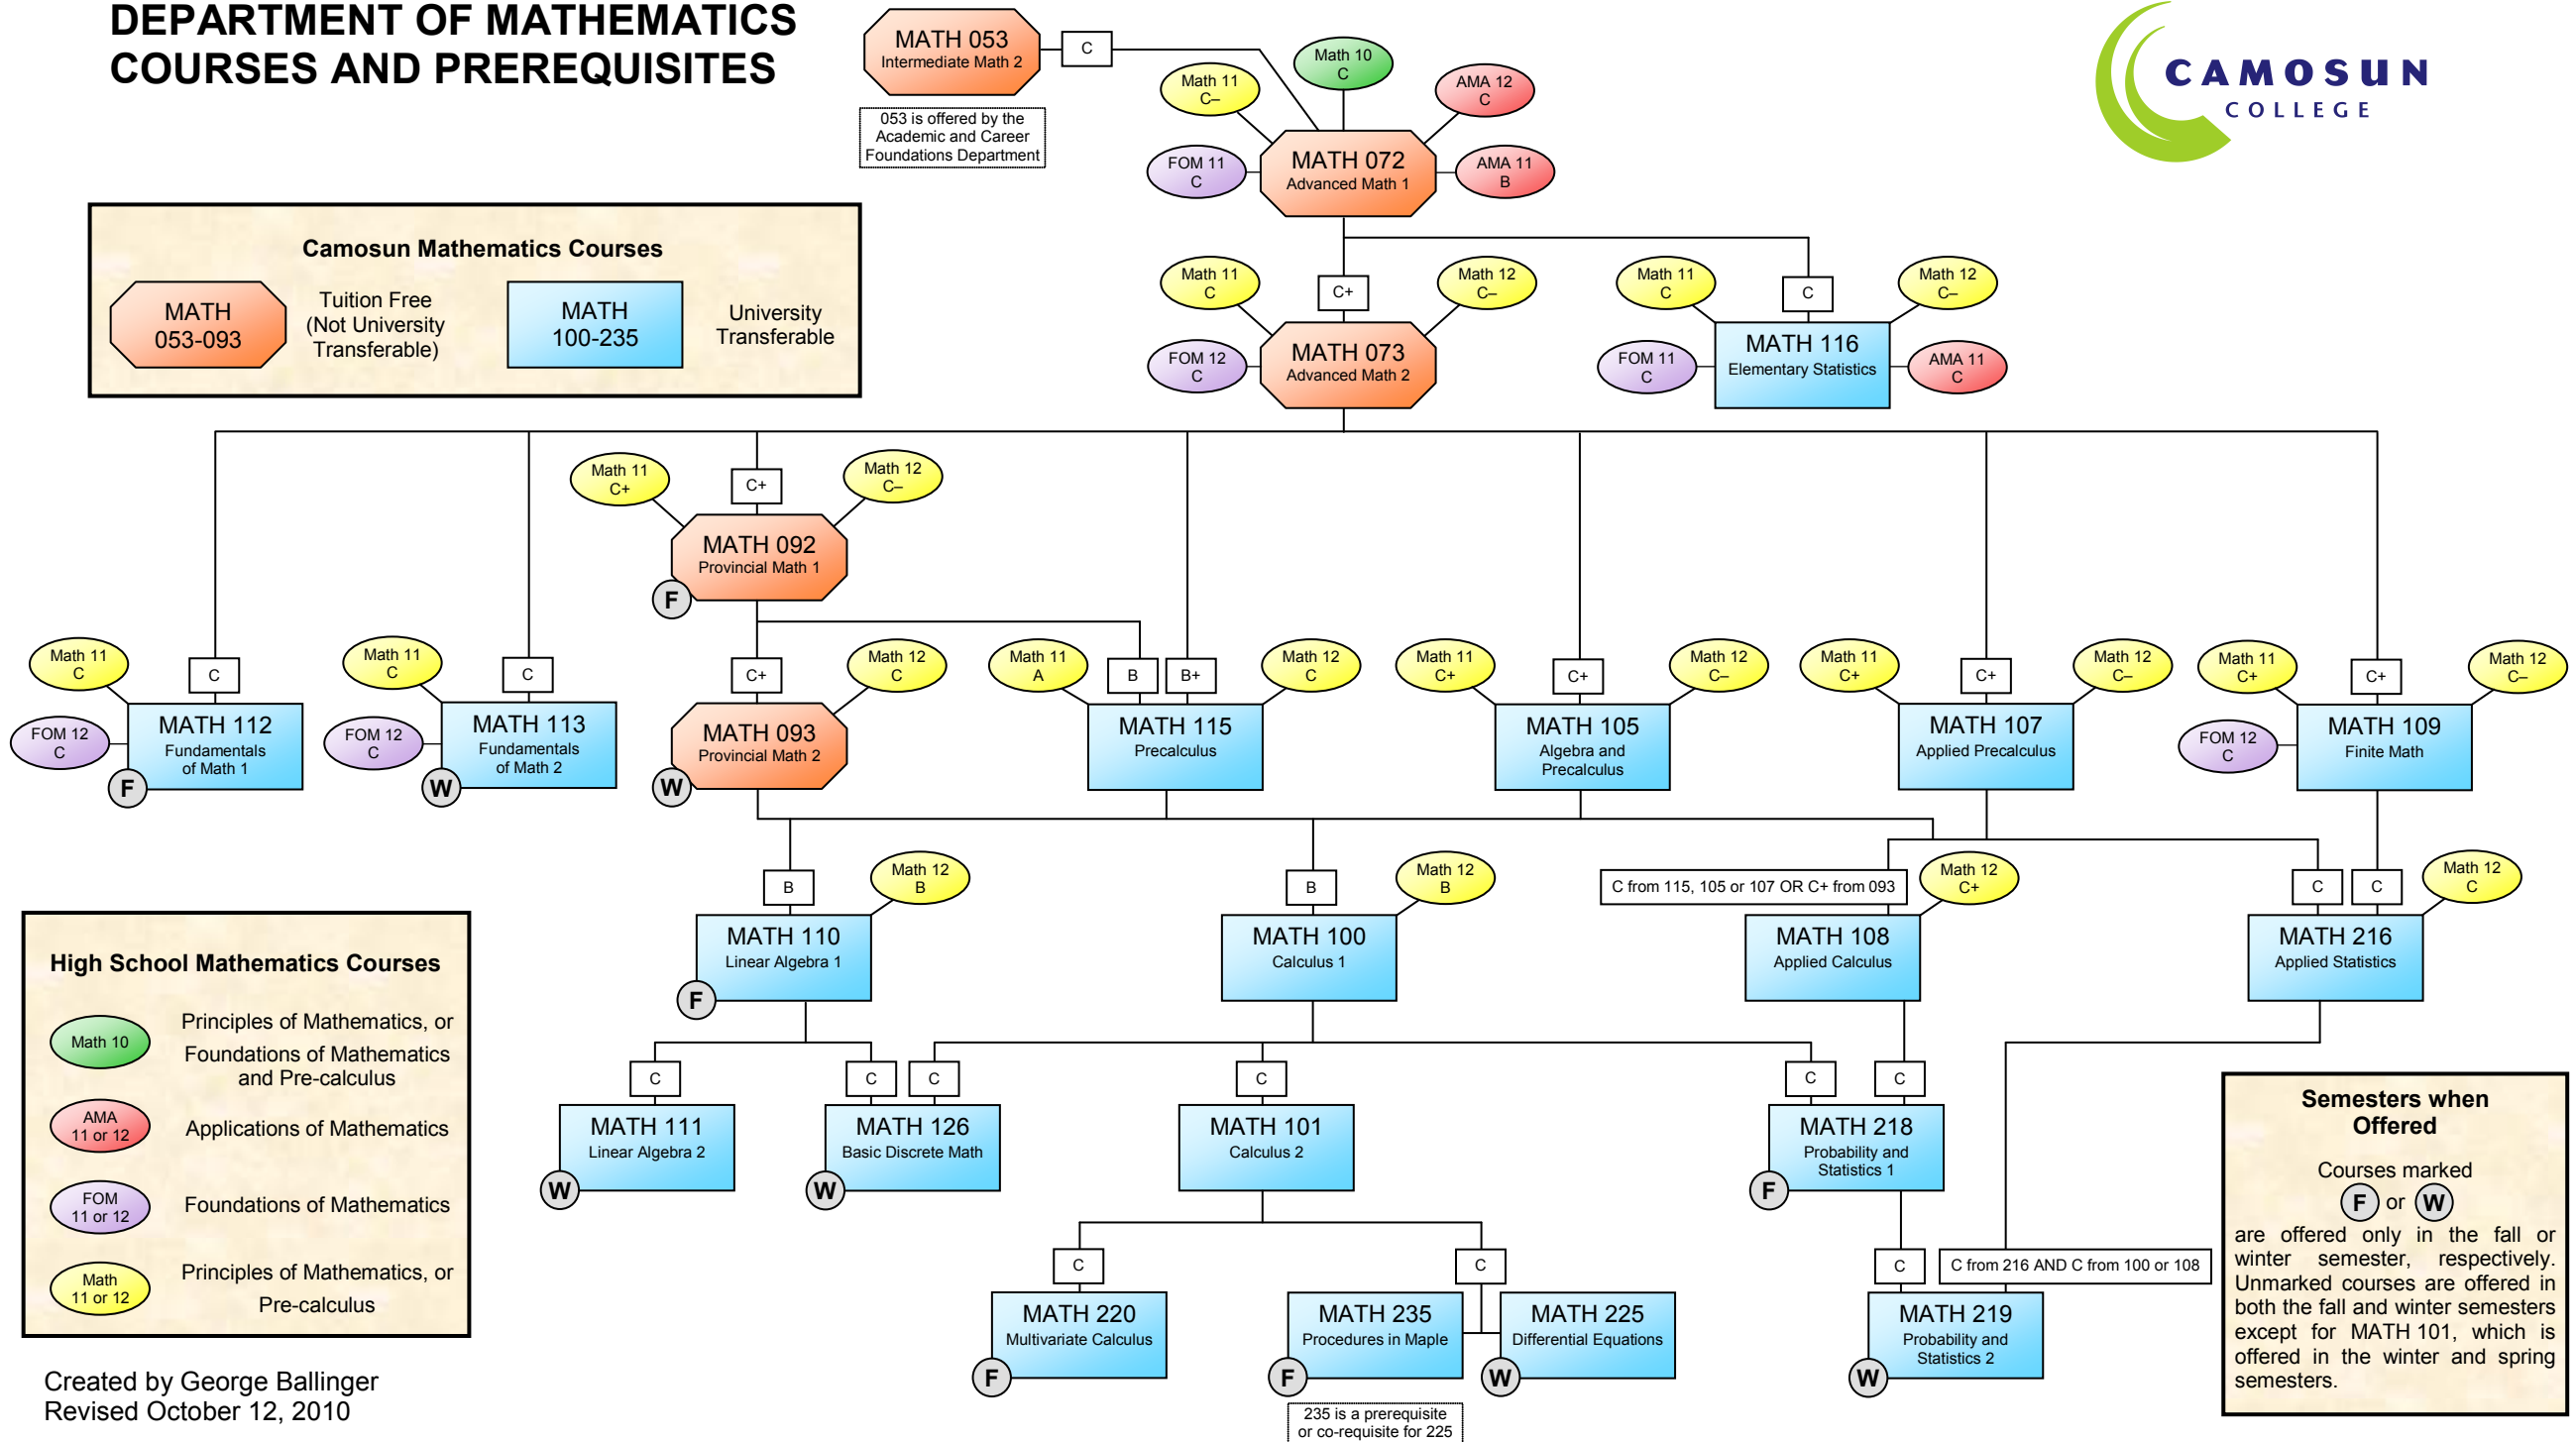 DEPARTMENT OF MATHEMATICS
COURSES AND PREREQUISITES
MATH 053
Intermediate Math 2
C
053 is offered by the
Academic and Career
Foundations Department
Math 10
C
Math 11
C–
AMA 12
C
FOM 11
C
MATH 072
Advanced Math 1
AMA 11
B
CAMOSUN
COLLEGE
Camosun Mathematics Courses
MATH
053-093
Tuition Free
(Not University
Transferable)
MATH
100-235
University
Transferable
Math 11
C
C+
Math 12
C–
FOM 12
C
MATH 073
Advanced Math 2
Math 11
C
C
Math 12
C–
FOM 11
C
MATH 116
Elementary Statistics
AMA 11
C
Math 11
C+
C+
Math 12
C–
MATH 092
Provincial Math 1
F
Math 11
C
C
FOM 12
C
MATH 112
Fundamentals
of Math 1
F
Math 11
C
C
FOM 12
C
MATH 113
Fundamentals
of Math 2
W
C+
Math 12
C
MATH 093
Provincial Math 2
W
Math 11
A
B
B+
Math 12
C
MATH 115
Precalculus
Math 11
C+
C+
Math 12
C–
MATH 105
Algebra and
Precalculus
Math 11
C+
C+
Math 12
C–
MATH 107
Applied Precalculus
Math 11
C+
C+
Math 12
C–
FOM 12
C
MATH 109
Finite Math
B
Math 12
B
MATH 110
Linear Algebra 1
F
B
Math 12
B
MATH 100
Calculus 1
C from 115, 105 or 107 OR C+ from 093
Math 12
C+
MATH 108
Applied Calculus
C
C
Math 12
C
MATH 216
Applied Statistics
High School Mathematics Courses
Math 10
Principles of Mathematics, or
Foundations of Mathematics
and Pre-calculus
AMA
11 or 12
Applications of Mathematics
FOM
11 or 12
Foundations of Mathematics
Math
11 or 12
Principles of Mathematics, or
Pre-calculus
C
MATH 111
Linear Algebra 2
W
C
C
MATH 126
Basic Discrete Math
W
C
MATH 101
Calculus 2
C
C
MATH 218
Probability and
Statistics 1
F
C
MATH 220
Multivariate Calculus
F
C
MATH 235
Procedures in Maple
F
MATH 225
Differential Equations
W
235 is a prerequisite
or co-requisite for 225
C
C from 216 AND C from 100 or 108
MATH 219
Probability and
Statistics 2
W
Semesters when
Offered
Courses marked
F or W
are offered only in the fall or
winter semester, respectively.
Unmarked courses are offered in
both the fall and winter semesters
except for MATH 101, which is
offered in the winter and spring
semesters.
Created by George Ballinger
Revised October 12, 2010